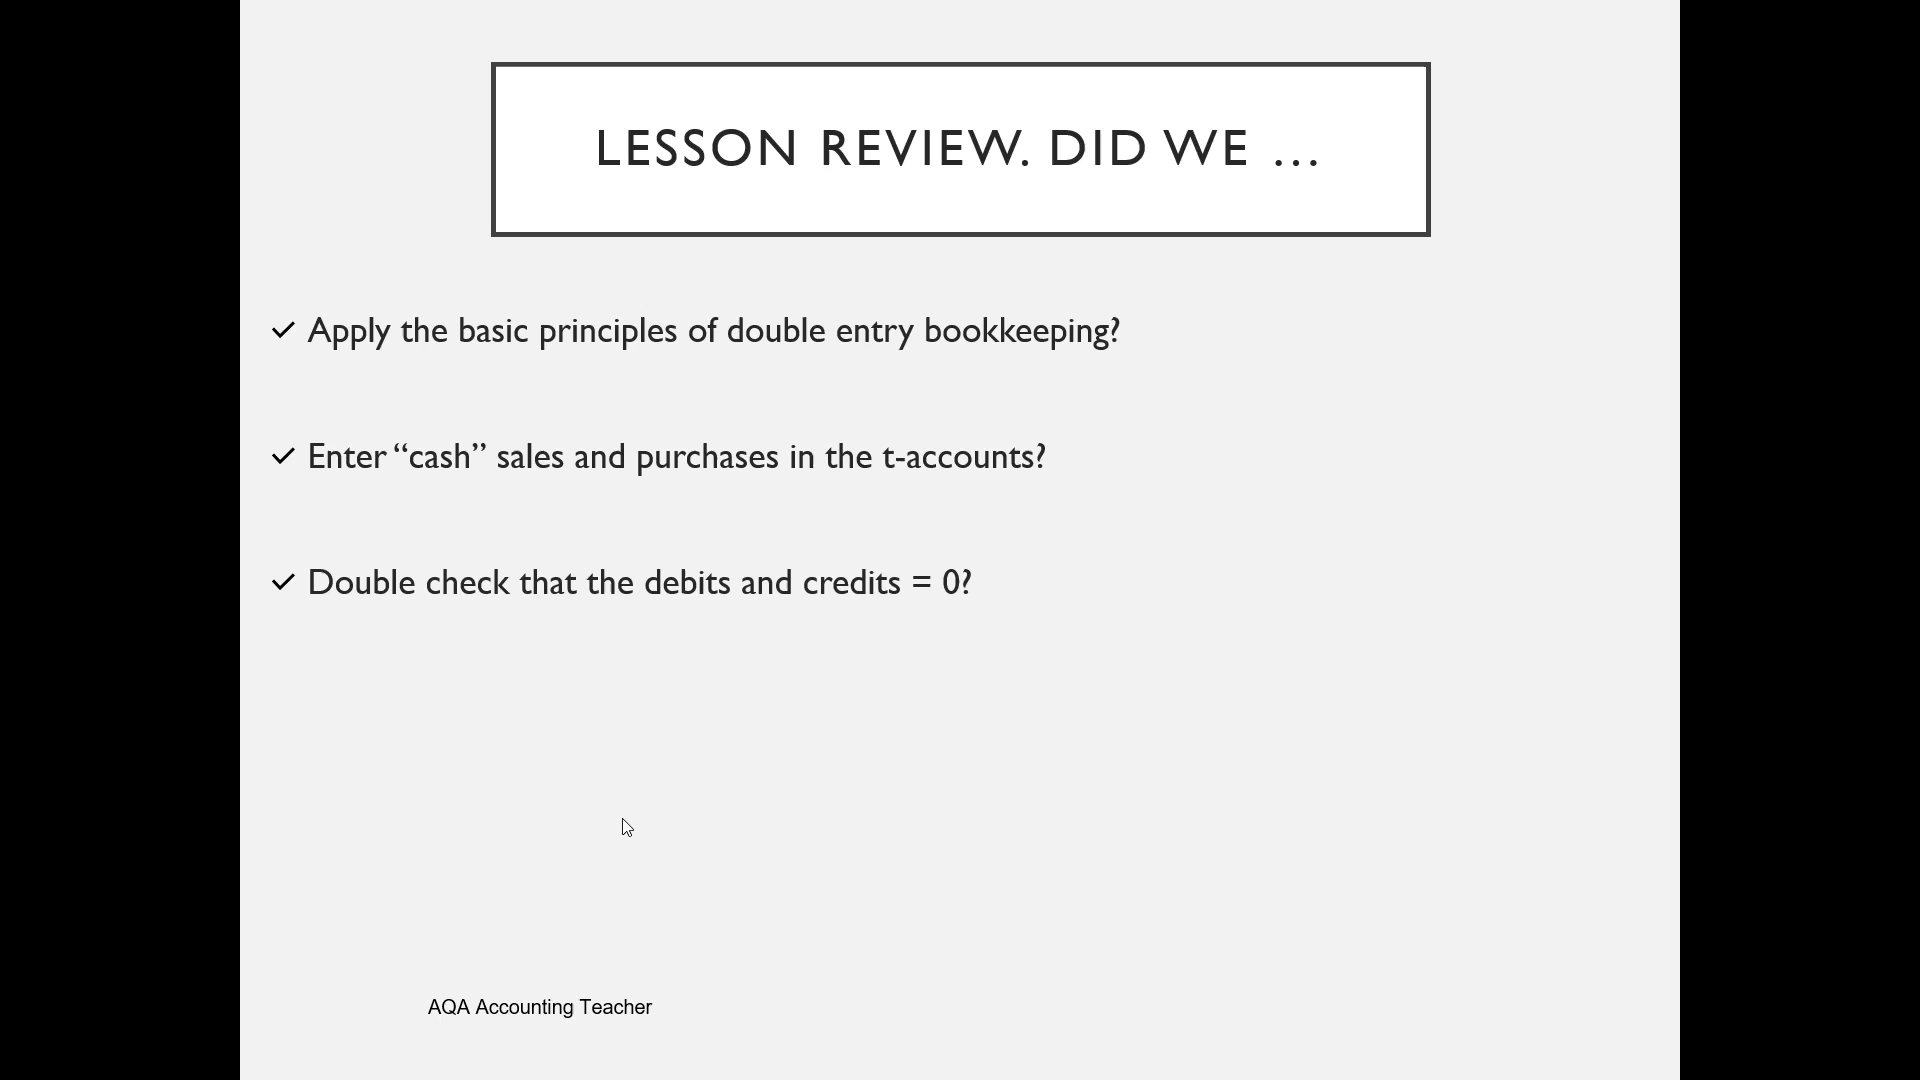 LESSON REVIEW. DID WE …
✓ Apply the basic principles of double entry bookkeeping?
✓ Enter “cash” sales and purchases in the t-accounts?
✓ Double check that the debits and credits = 0?
AQA Accounting Teacher